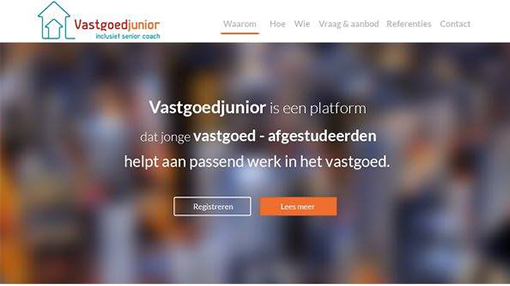 Vastgoedjunior
inclusief senior coach
Waarom Hoe Wie Vraag & aanbod Referenties Contact
Vastgoedjunior is een platform
dat jonge vastgoed - afgestudeerden
helpt aan passend werk in het vastgoed.
Registreren Lees meer